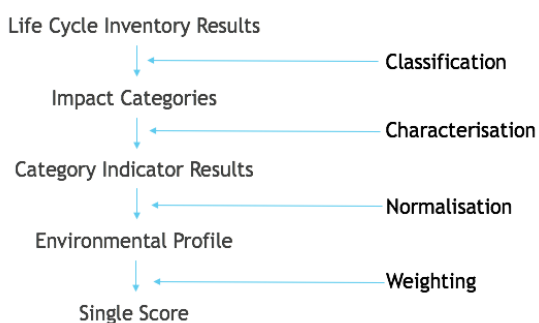 Life Cycle Inventory Results
Classification
Impact Categories
Characterisation
Category Indicator Results
Normalisation
Environmental Profile
Weighting
Single Score